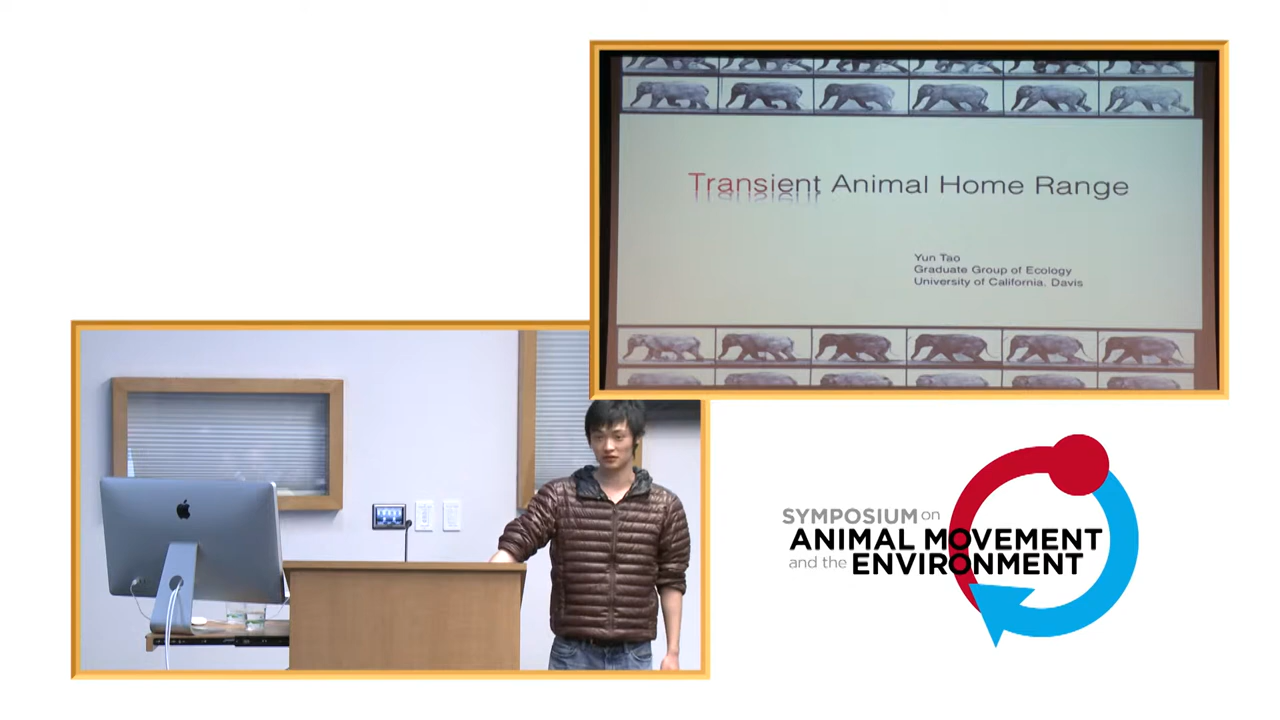 Transient Animal Home Range
Yun Tao
Graduate Group of Ecology
University of California, Davis
SYMPOSIUM on
ANIMAL MOVEMENT
and the ENVIRONMENT